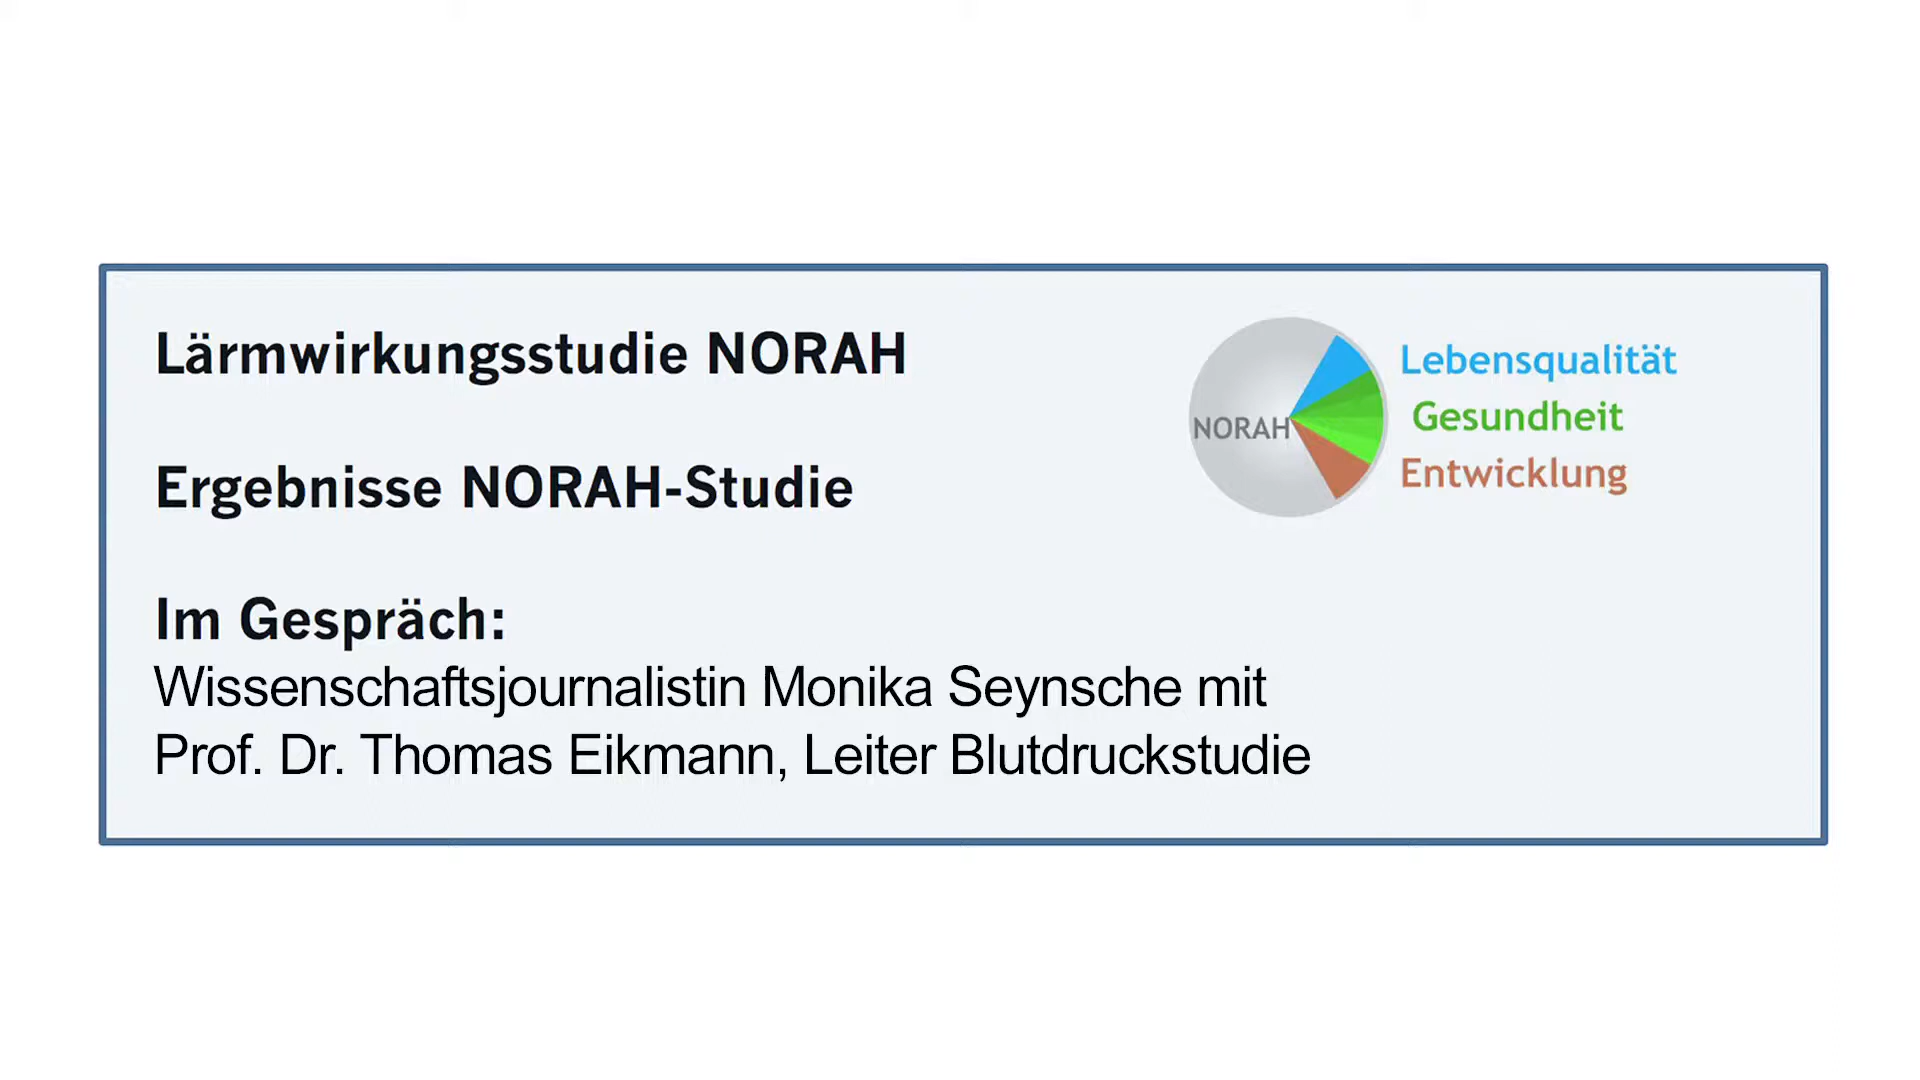 Lärmwirkungsstudie NORAH
Ergebnisse NORAH-Studie
Im Gespräch:
Wissenschaftsjournalistin Monika Seynsche mit
Prof. Dr. Thomas Eikmann, Leiter Blutdruckstudie
NORAH
Lebensqualität
Gesundheit
Entwicklung